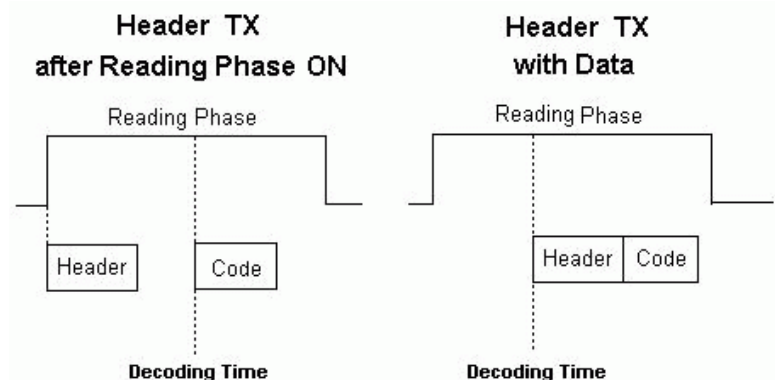 Header TX
after Reading Phase ON
Reading Phase
Header
Code
Decoding Time
Header TX
with Data
Reading Phase
Header
Code
Decoding Time